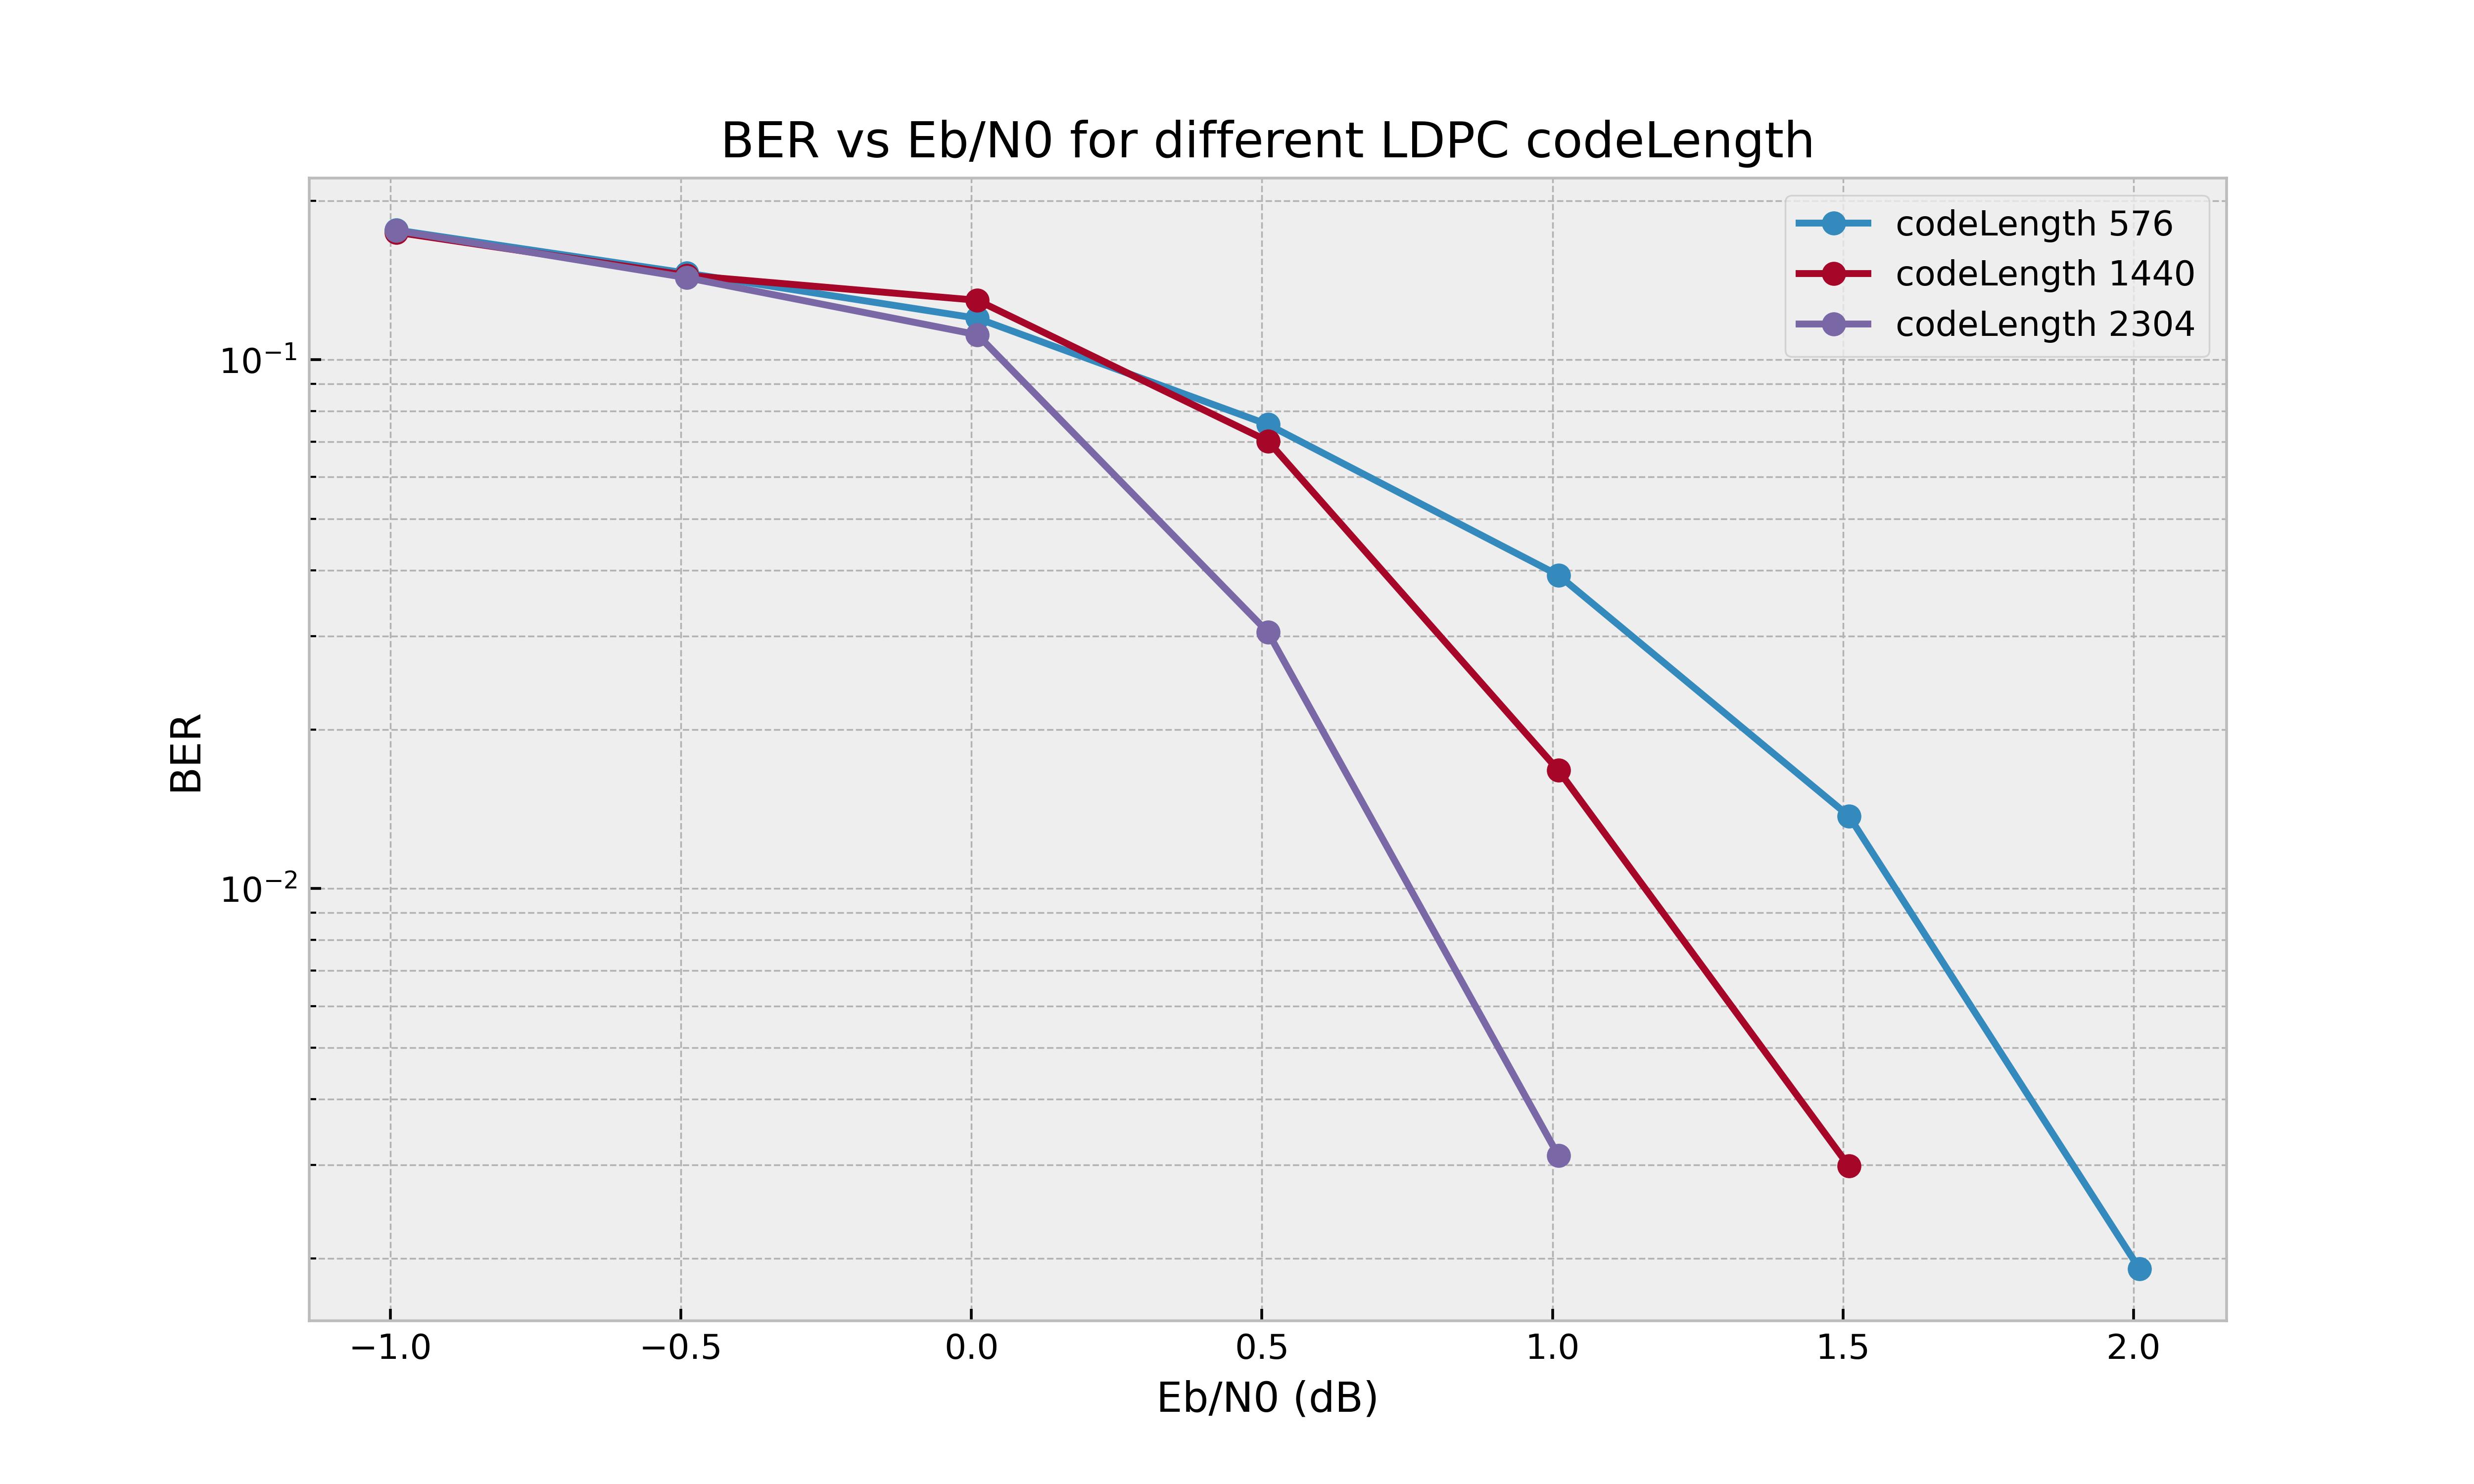 BER vs Eb/N0 for different LDPC codeLength
codeLength 576
codeLength 1440
codeLength 2304
10⁻¹
10⁻²
BER
−1.0 −0.5 0.0 0.5 1.0 1.5 2.0
Eb/N0 (dB)